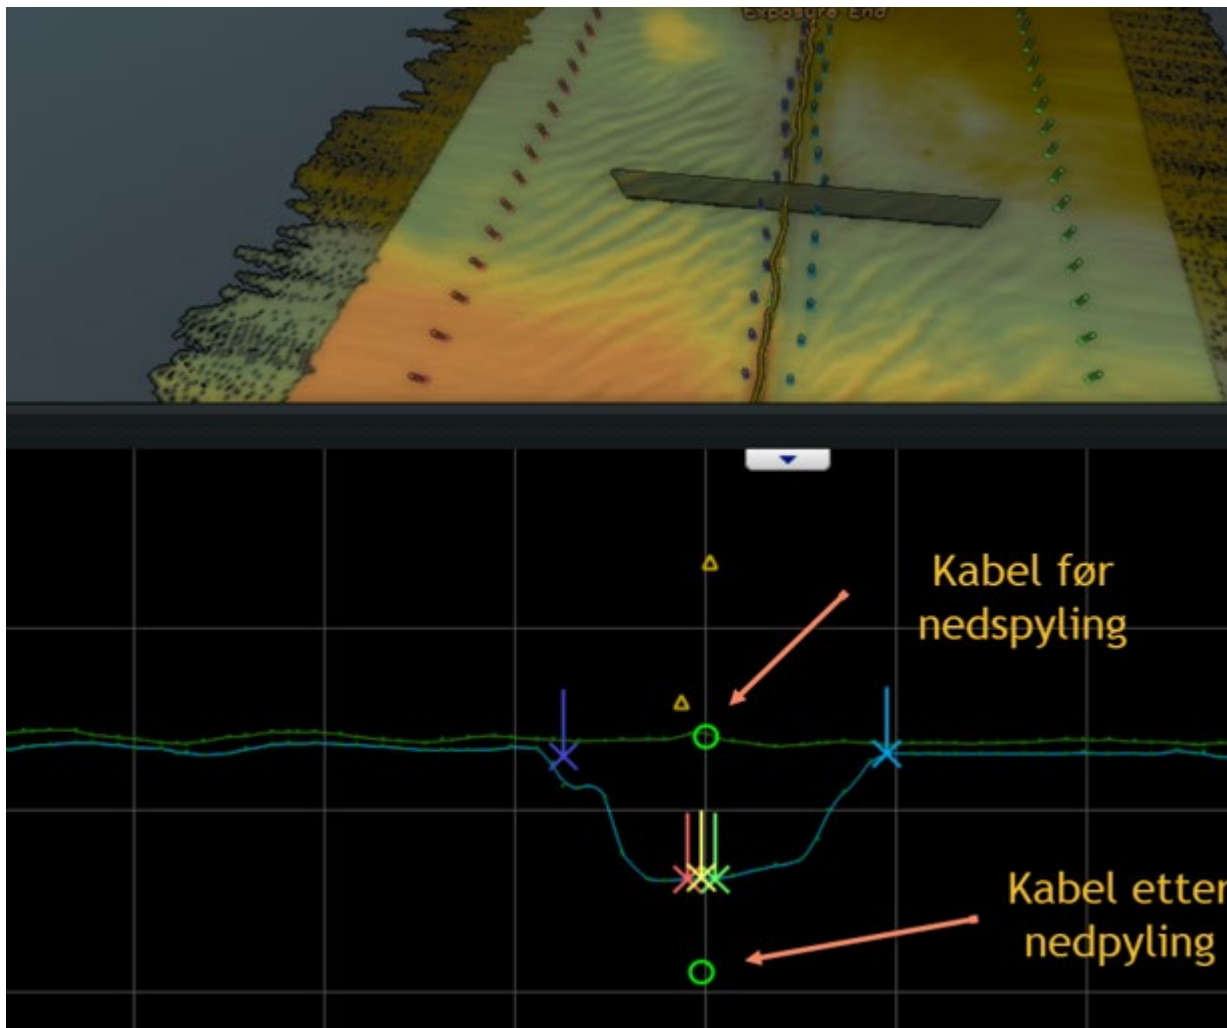 Exposure End
Kabel før
nedspyling
Kabel etter
nedpyling